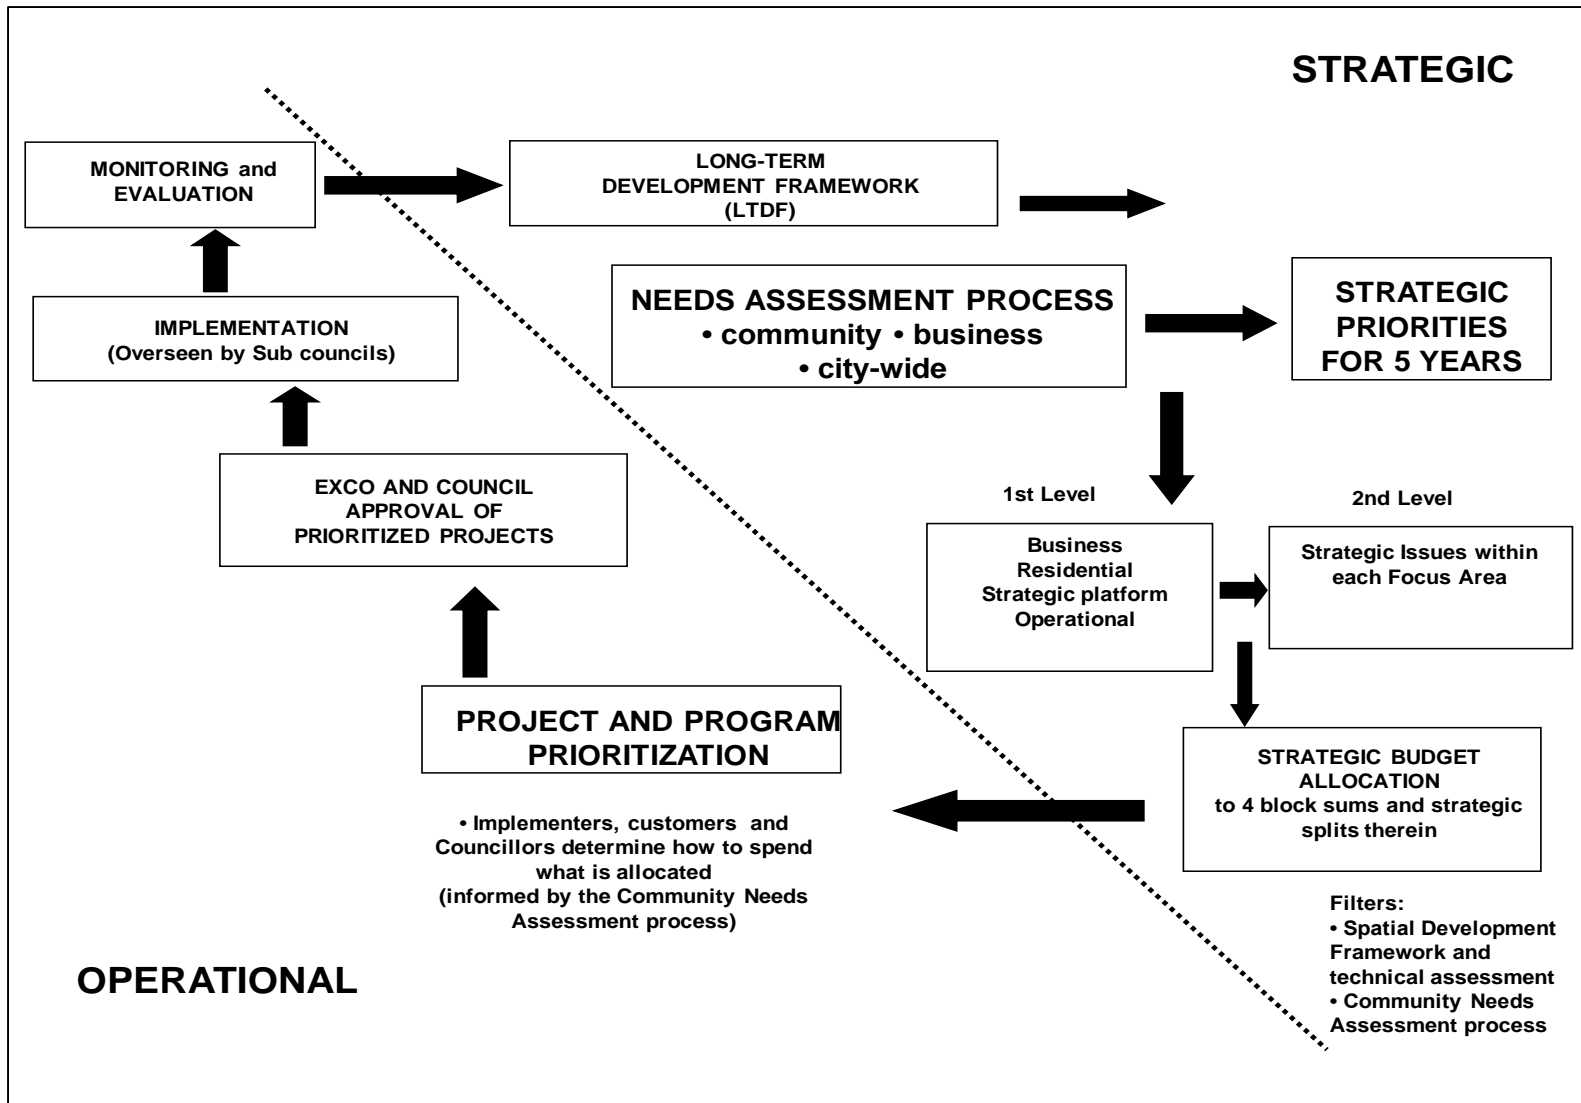 STRATEGIC
MONITORING and
EVALUATION
LONG-TERM
DEVELOPMENT FRAMEWORK
(LTDF)
NEEDS ASSESSMENT PROCESS
• community • business
• city-wide
STRATEGIC
PRIORITIES
FOR 5 YEARS
IMPLEMENTATION
(Overseen by Sub councils)
EXCO AND COUNCIL
APPROVAL OF
PRIORITIZED PROJECTS
1st Level
2nd Level
Business
Residential
Strategic platform
Operational
Strategic Issues within
each Focus Area
PROJECT AND PROGRAM
PRIORITIZATION
STRATEGIC BUDGET
ALLOCATION
to 4 block sums and strategic
splits therein
• Implementers, customers and
Councillors determine how to spend
what is allocated
(informed by the Community Needs
Assessment process)
Filters:
• Spatial Development
Framework and
technical assessment
• Community Needs
Assessment process
OPERATIONAL